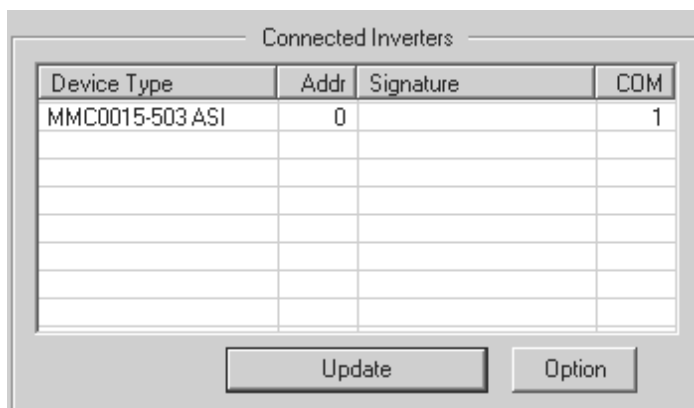 Connected Inverters
Device Type Addr Signature COM
MMC0015-503 ASI 0 1
Update Option